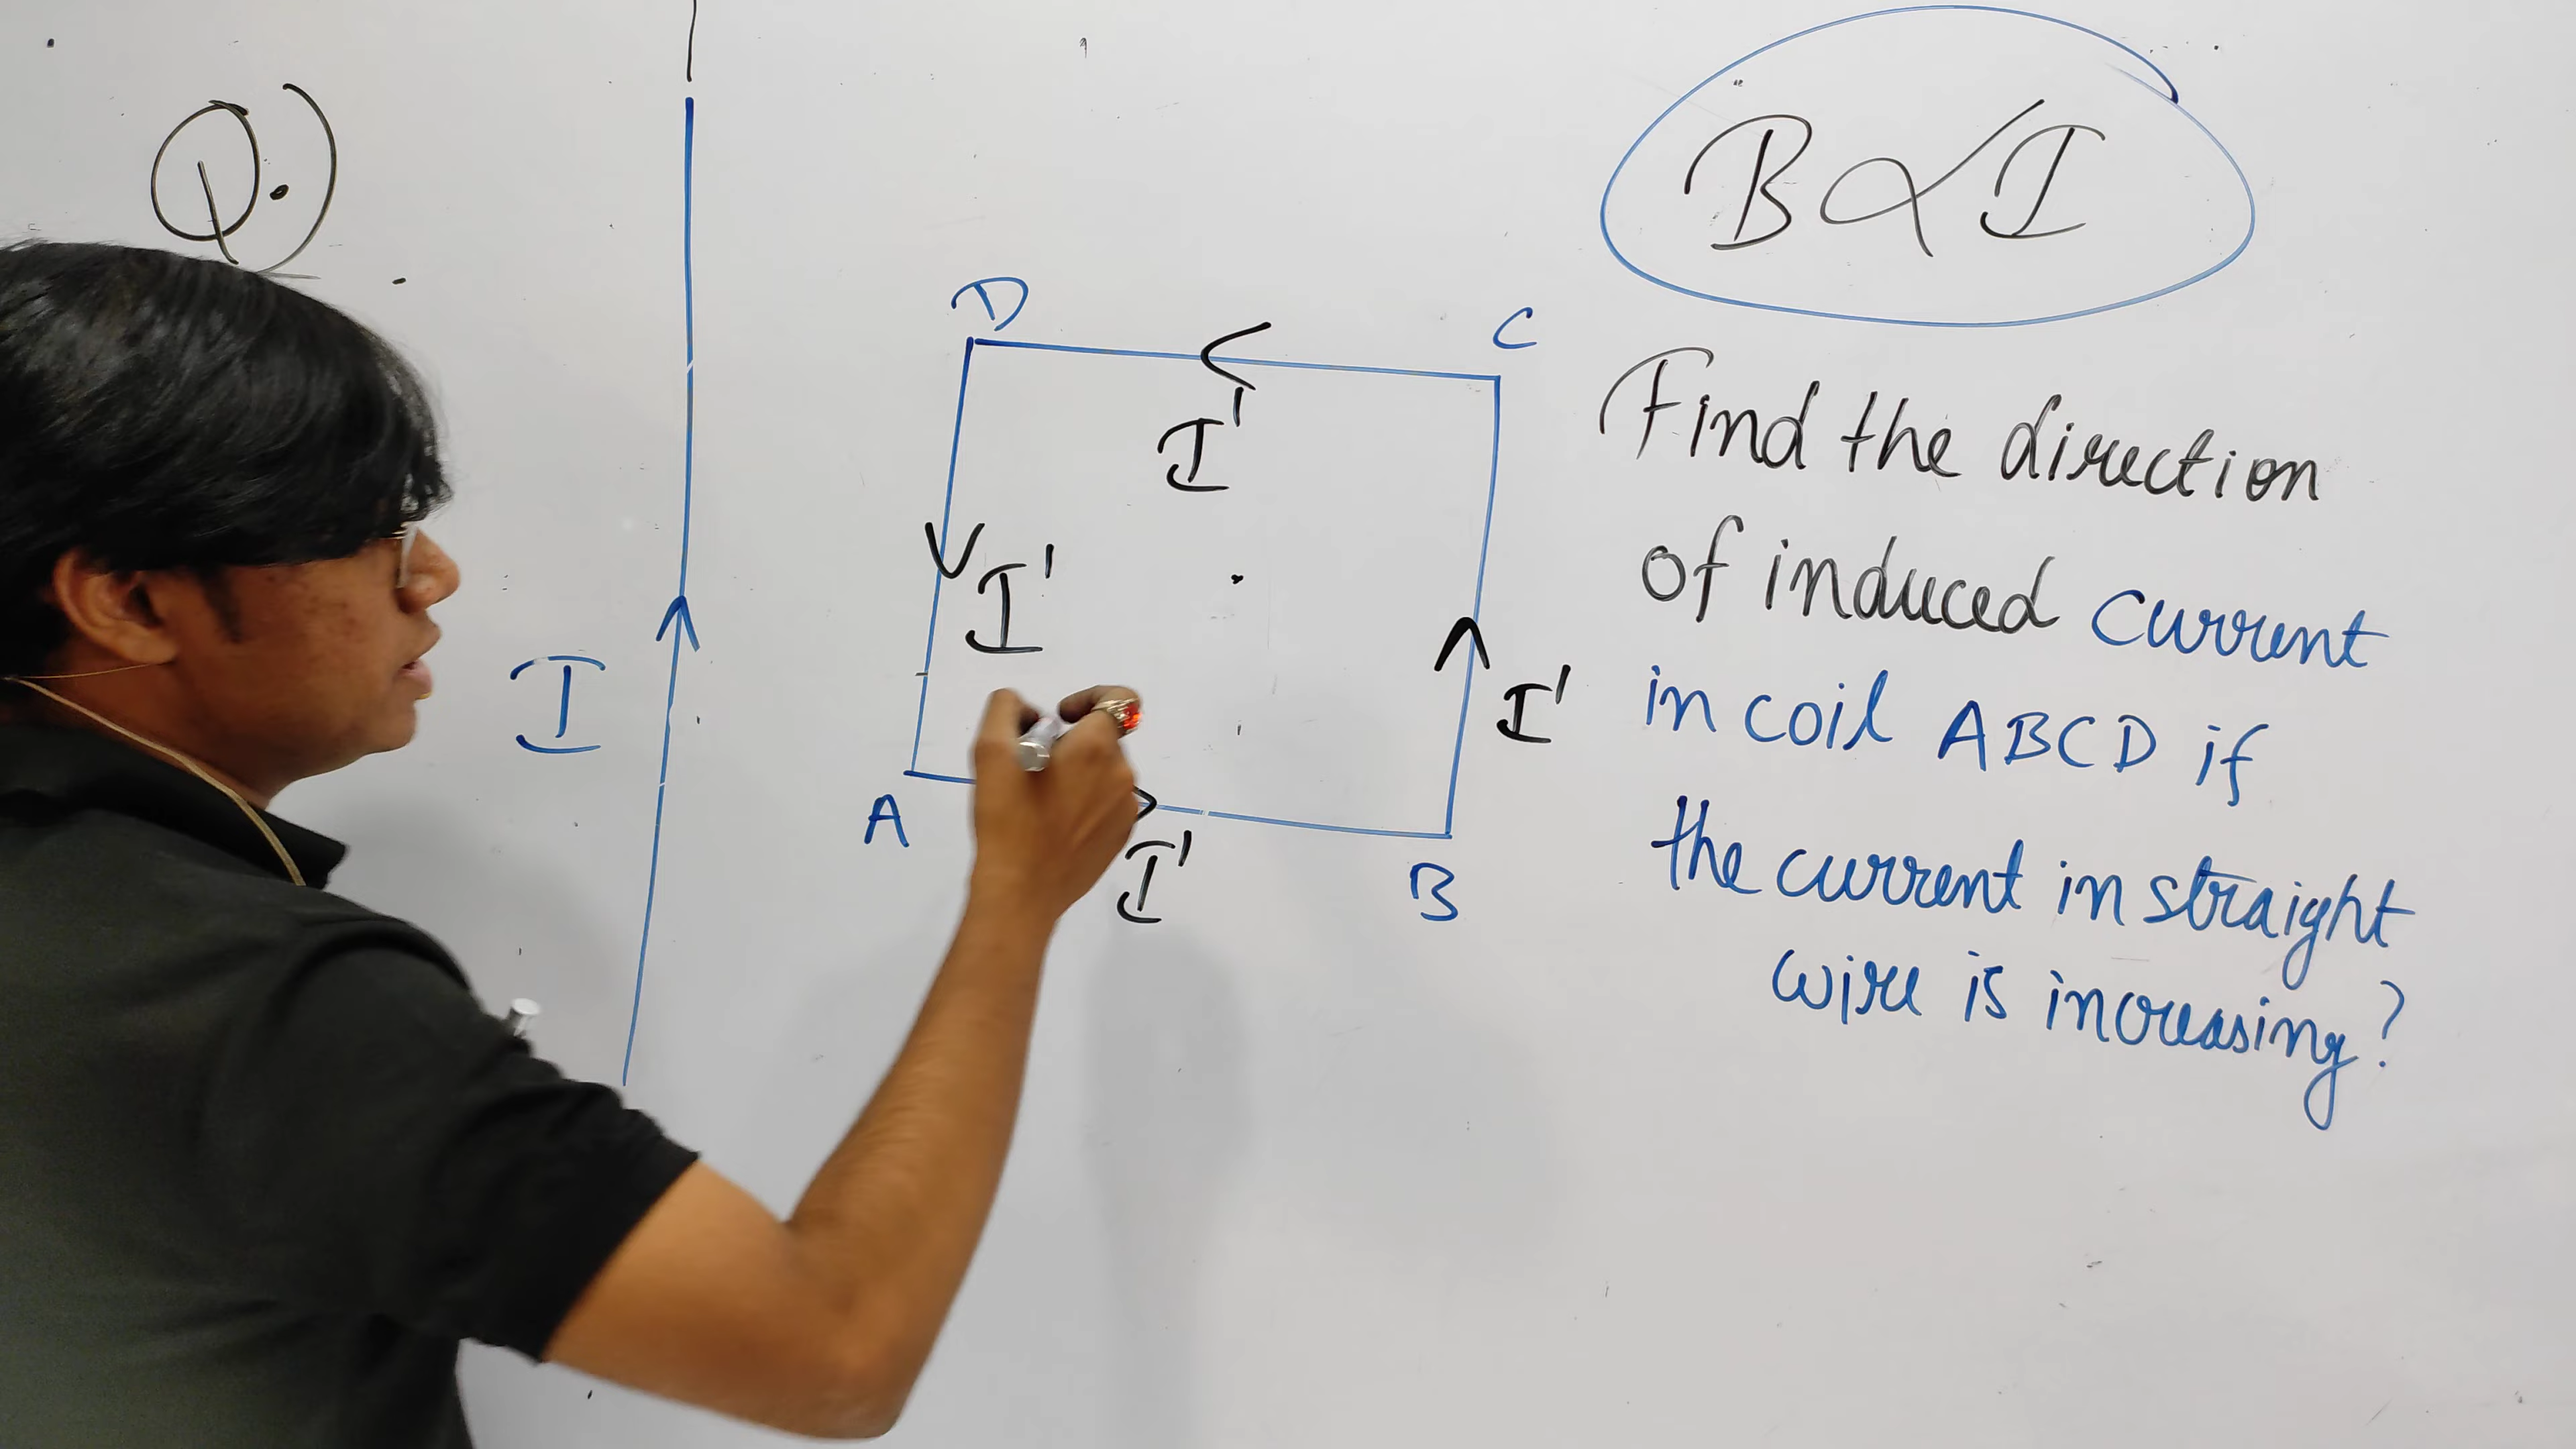 Q.)
B∝I
D
C
I'
I'
I
I'
A
I'
B
Find the direction
of induced current
in coil ABCD if
the current in straight
wire is increasing?